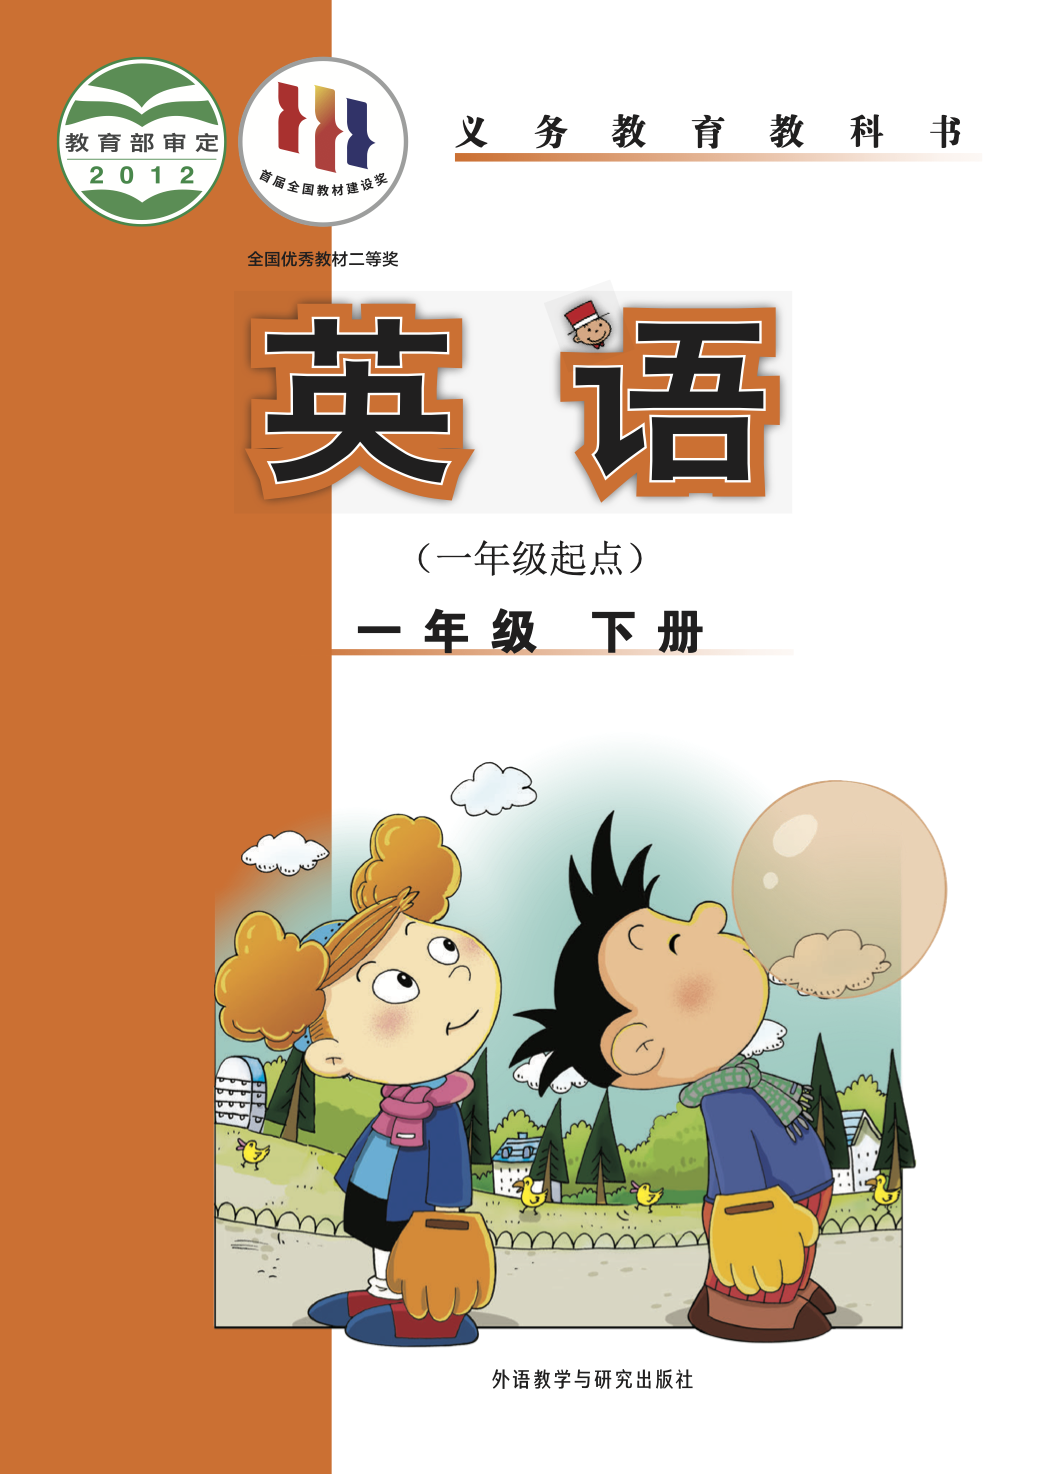 教育部审定
2012
首届全国教材建设奖
全国优秀教材二等奖
义务教育教科书
英语
（一年级起点）
一年级 下册
外语教学与研究出版社